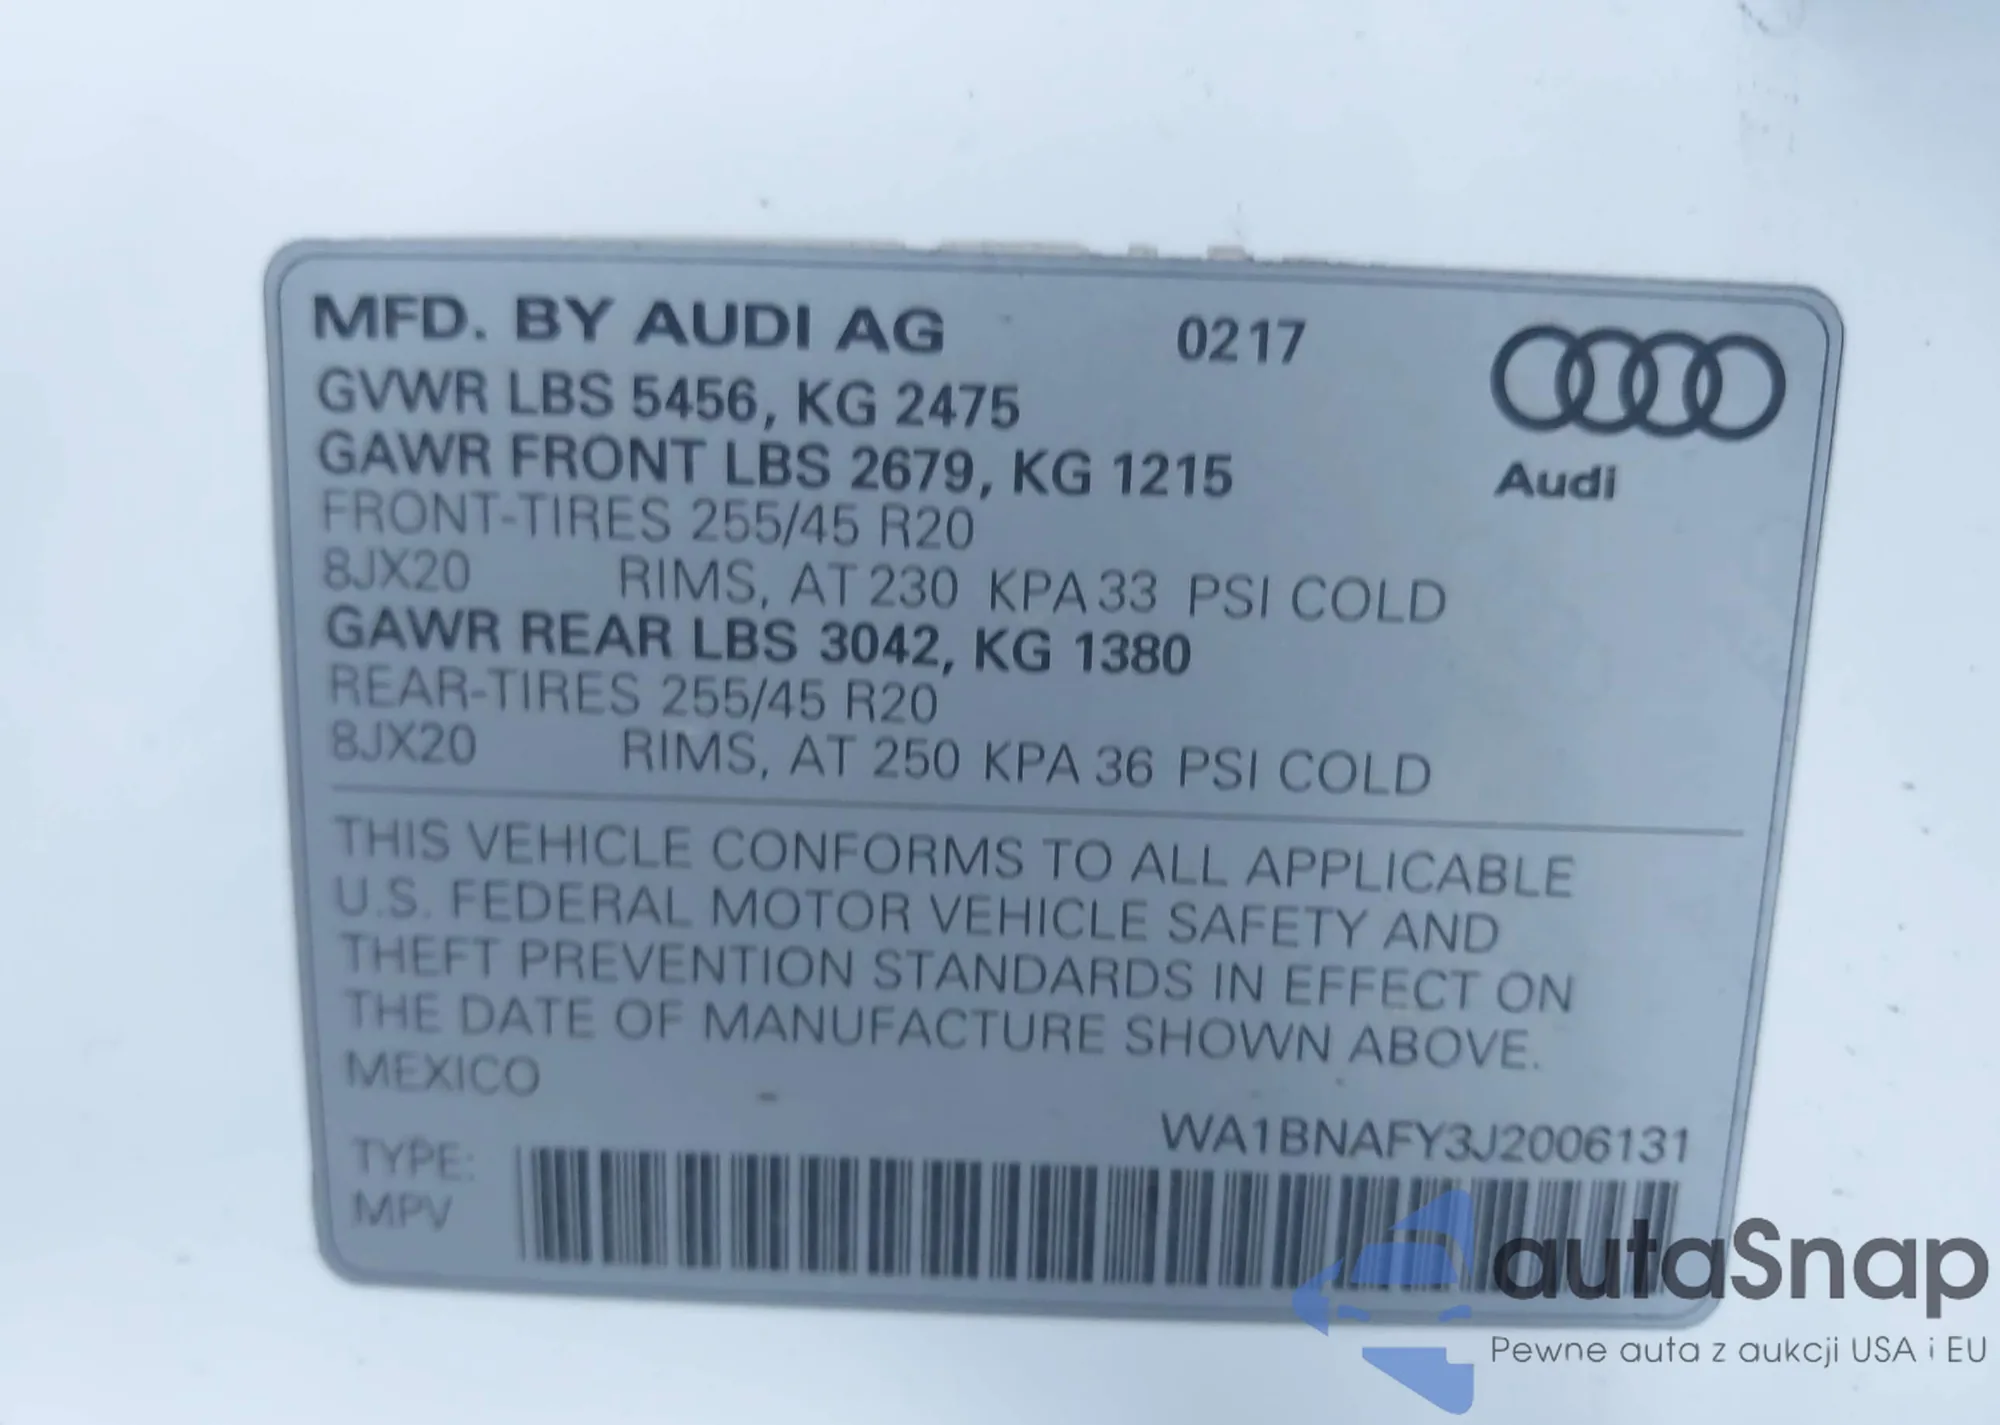 MFD. BY AUDI AG 0217
GVWR LBS 5456, KG 2475
GAWR FRONT LBS 2679, KG 1215
Audi
FRONT-TIRES 255/45 R20
8JX20 RIMS, AT 230 KPA 33 PSI COLD
GAWR REAR LBS 3042, KG 1380
REAR-TIRES 255/45 R20
8JX20 RIMS, AT 250 KPA 36 PSI COLD
THIS VEHICLE CONFORMS TO ALL APPLICABLE
U.S. FEDERAL MOTOR VEHICLE SAFETY AND
THEFT PREVENTION STANDARDS IN EFFECT ON
THE DATE OF MANUFACTURE SHOWN ABOVE.
MEXICO
WA1BNAFY3J2006131
TYPE:
MPV
autaSnap
Pewne auta z aukcji USA i EU